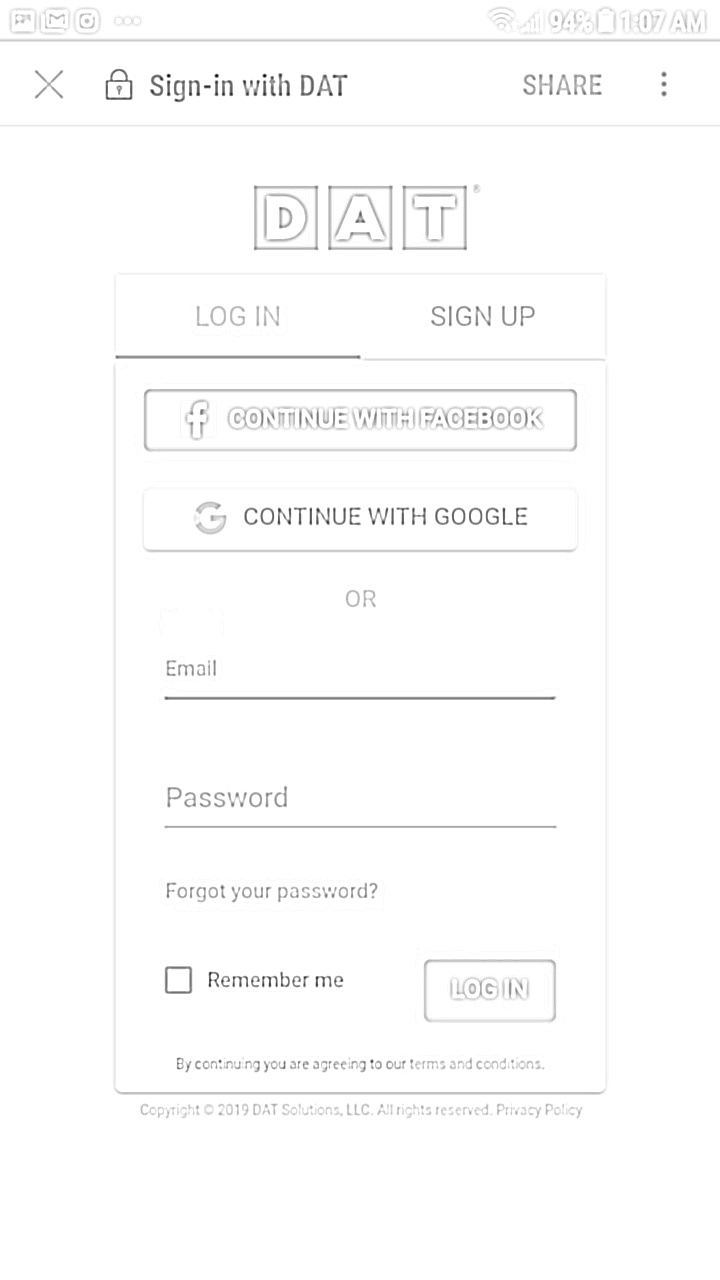 94% 1:07 AM
Sign-in with DAT SHARE
DAT®
LOG IN SIGN UP
f CONTINUE WITH FACEBOOK
G CONTINUE WITH GOOGLE
OR
Email
Password
Forgot your password?
Remember me LOG IN
By continuing you are agreeing to our terms and conditions.
Copyright © 2019 DAT Solutions, LLC. All rights reserved. Privacy Policy